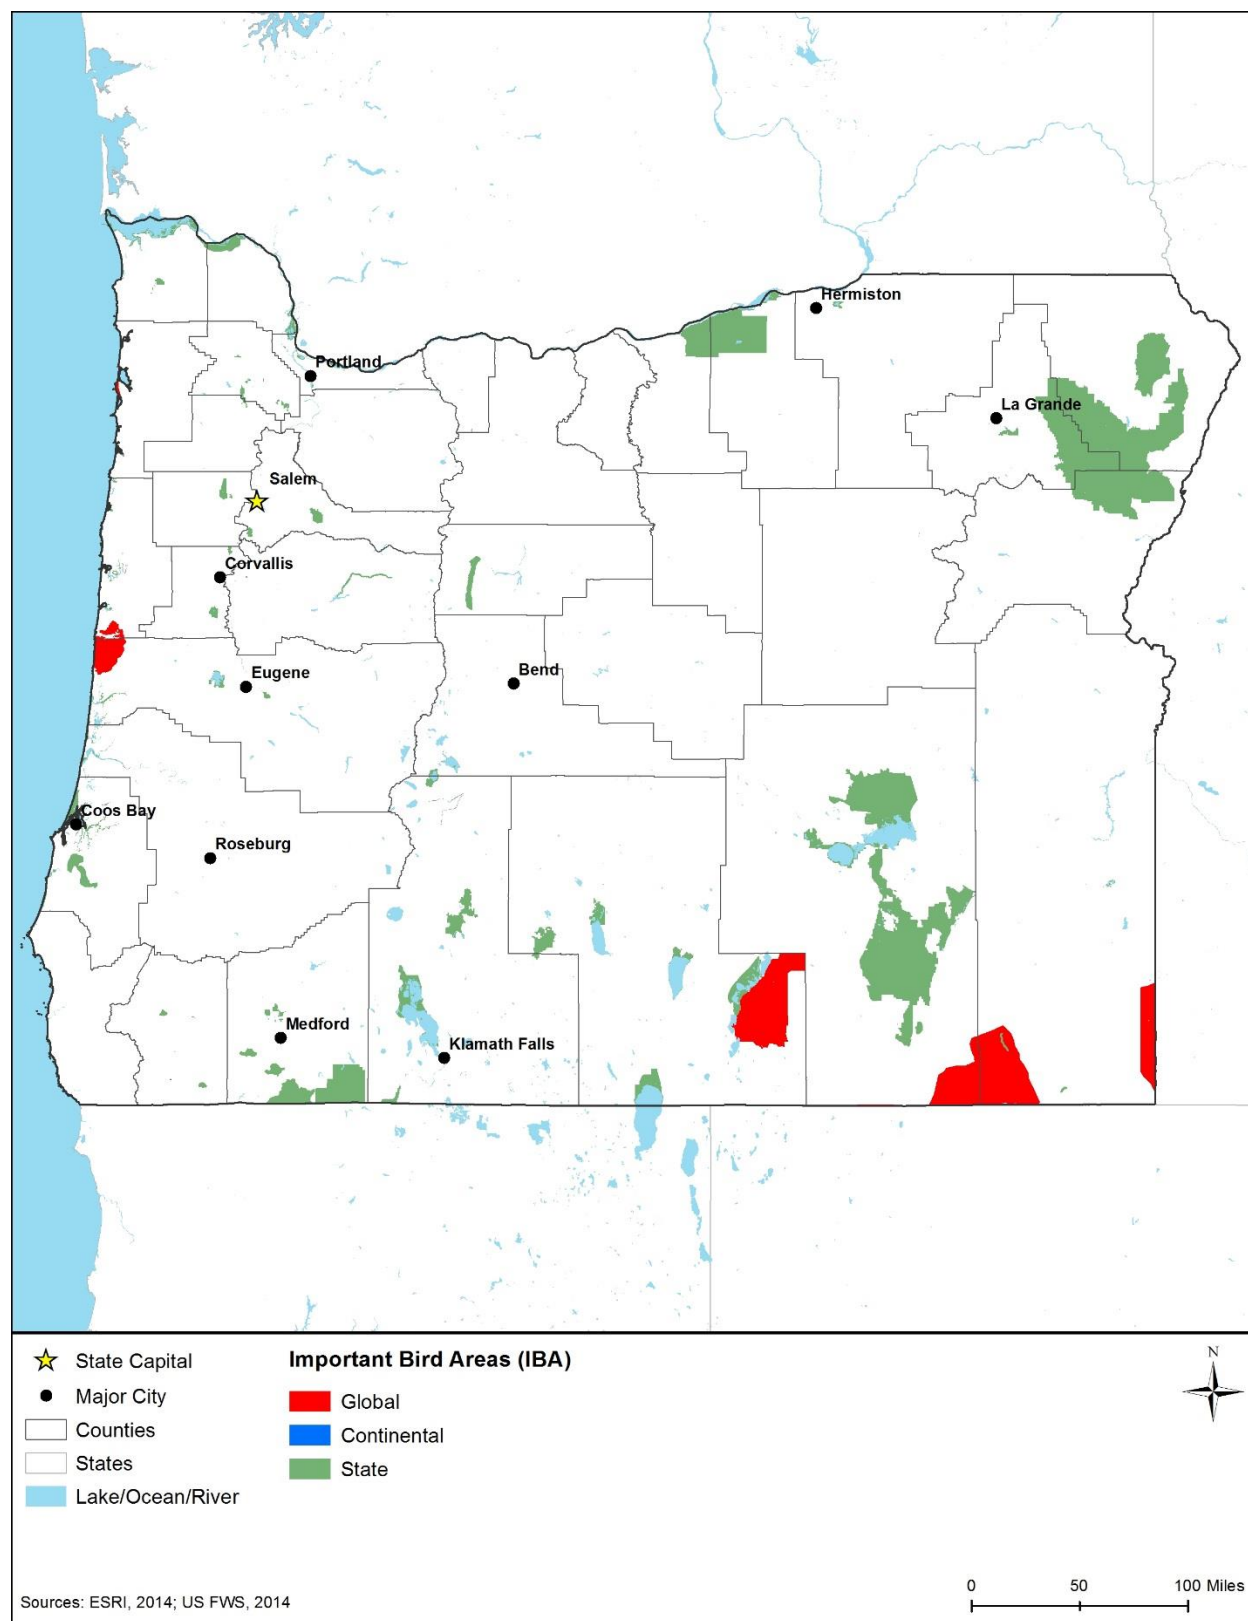 Hermiston
Portland
La Grande
Salem
Corvallis
Eugene
Bend
Coos Bay
Roseburg
Medford
Klamath Falls
State Capital
Major City
Counties
States
Lake/Ocean/River
Important Bird Areas (IBA)
Global
Continental
State
N
0 50 100 Miles
Sources: ESRI, 2014; US FWS, 2014